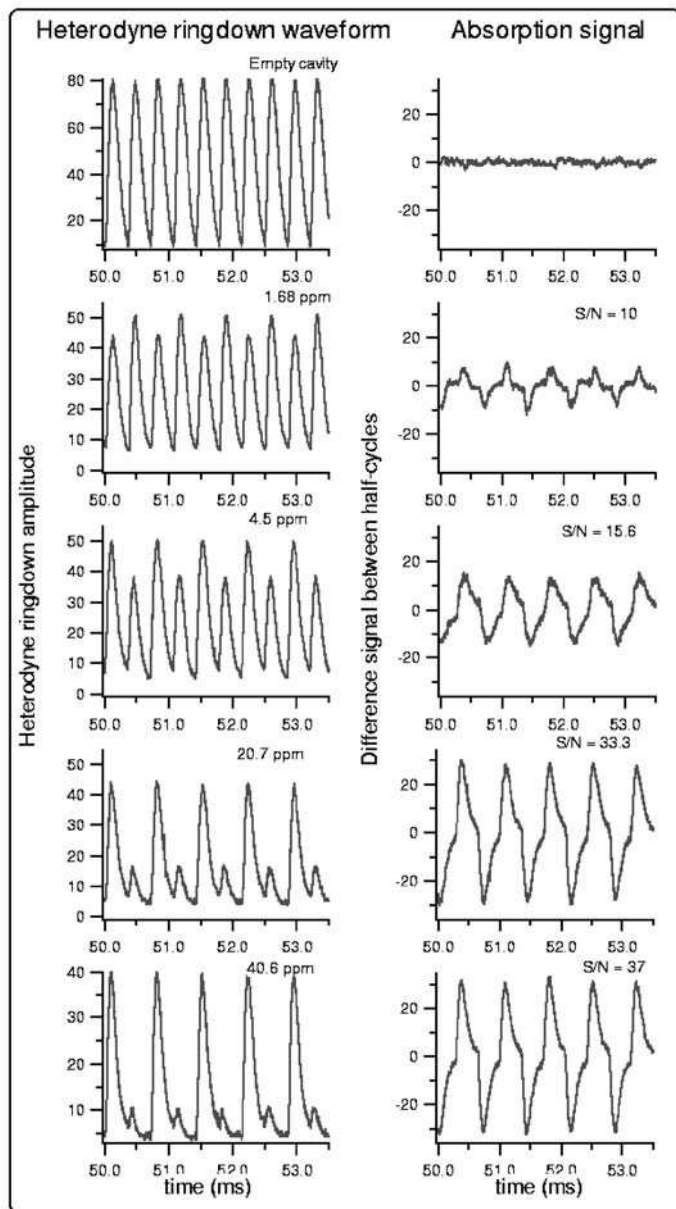 Heterodyne ringdown waveform
Absorption signal
Heterodyne ringdown amplitude
Difference signal between half-cycles
Empty cavity
80
60
40
20
50.0 51.0 52.0 53.0
20
0
-20
50.0 51.0 52.0 53.0
1.68 ppm
50
40
30
20
10
0
50.0 51.0 52.0 53.0
S/N = 10
20
0
-20
50.0 51.0 52.0 53.0
4.5 ppm
50
40
30
20
10
0
50.0 51.0 52.0 53.0
S/N = 15.6
20
0
-20
50.0 51.0 52.0 53.0
20.7 ppm
50
40
30
20
10
0
50.0 51.0 52.0 53.0
S/N = 33.3
20
0
-20
50.0 51.0 52.0 53.0
40.6 ppm
40
30
20
10
50.0 51.0 52.0 53.0
time (ms)
S/N = 37
20
0
-20
50.0 51.0 52.0 53.0
time (ms)